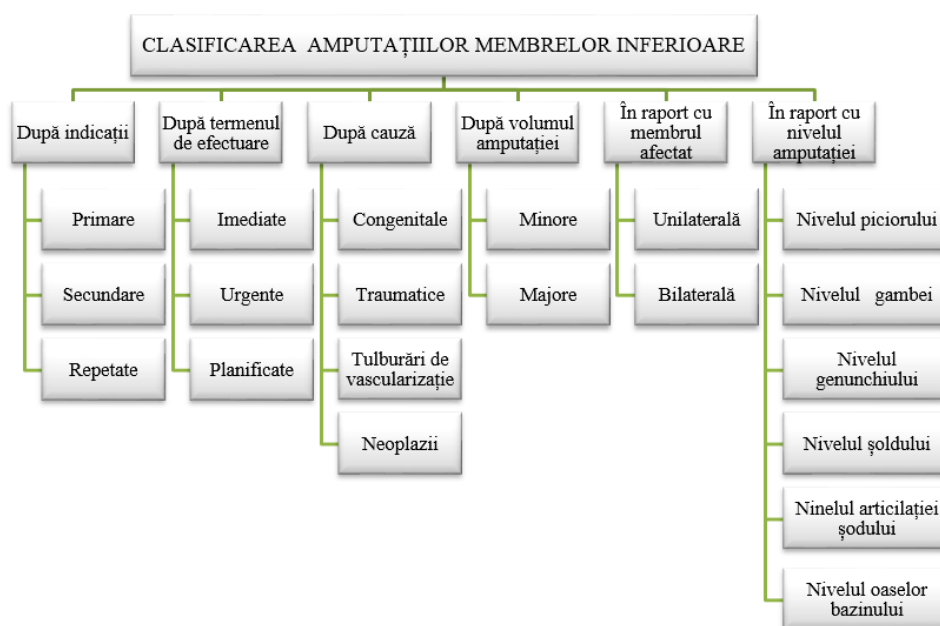 CLASIFICAREA AMPUTAȚIILOR MEMBRELOR INFERIOARE
După indicații
Primare
Secundare
Repetate
După termenul
de efectuare
Imediate
Urgente
Planificate
După cauză
Congenitale
Traumatice
Tulburări de
vascularizație
Neoplazii
După volumul
amputației
Minore
Majore
În raport cu
membrul
afectat
Unilaterală
Bilaterală
În raport cu
nivelul
amputației
Nivelul piciorului
Nivelul gambei
Nivelul
genunchiului
Nivelul șoldului
Ninelul articilației
șodului
Nivelul oaselor
bazinului